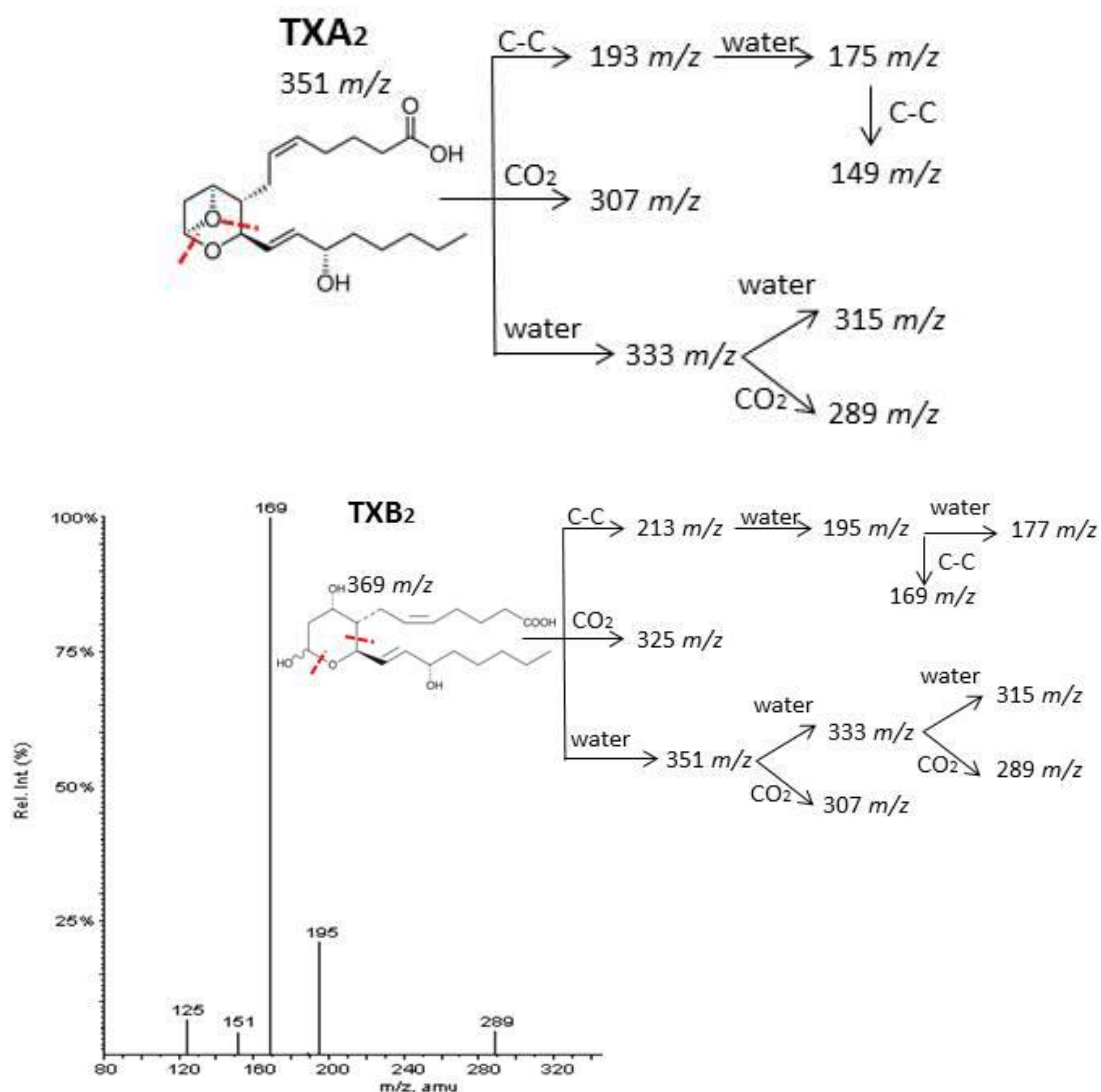 TXA2
351 m/z
C-C
193 m/z
water
175 m/z
C-C
149 m/z
CO2
307 m/z
water
333 m/z
water
315 m/z
CO2
289 m/z
O
OH
O
O
OH
TXB2
369 m/z
C-C
213 m/z
water
195 m/z
water
177 m/z
C-C
169 m/z
CO2
325 m/z
water
351 m/z
water
333 m/z
CO2
307 m/z
water
315 m/z
CO2
289 m/z
OH
COOH
HO
O
OH
Rel. Int (%)
100%
75%
50%
25%
125
151
169
195
289
80 120 160 200 240 280 320
m/z, amu